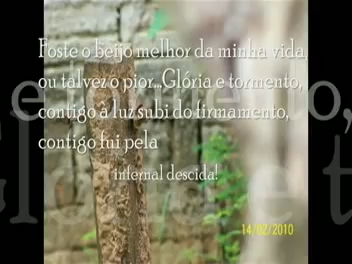 Foste o beijo melhor da minha vida,
ou talvez o pior...Glória e tormento,
contigo à luz subi do firmamento,
contigo fui pela
infernal descida!
14/02/2010